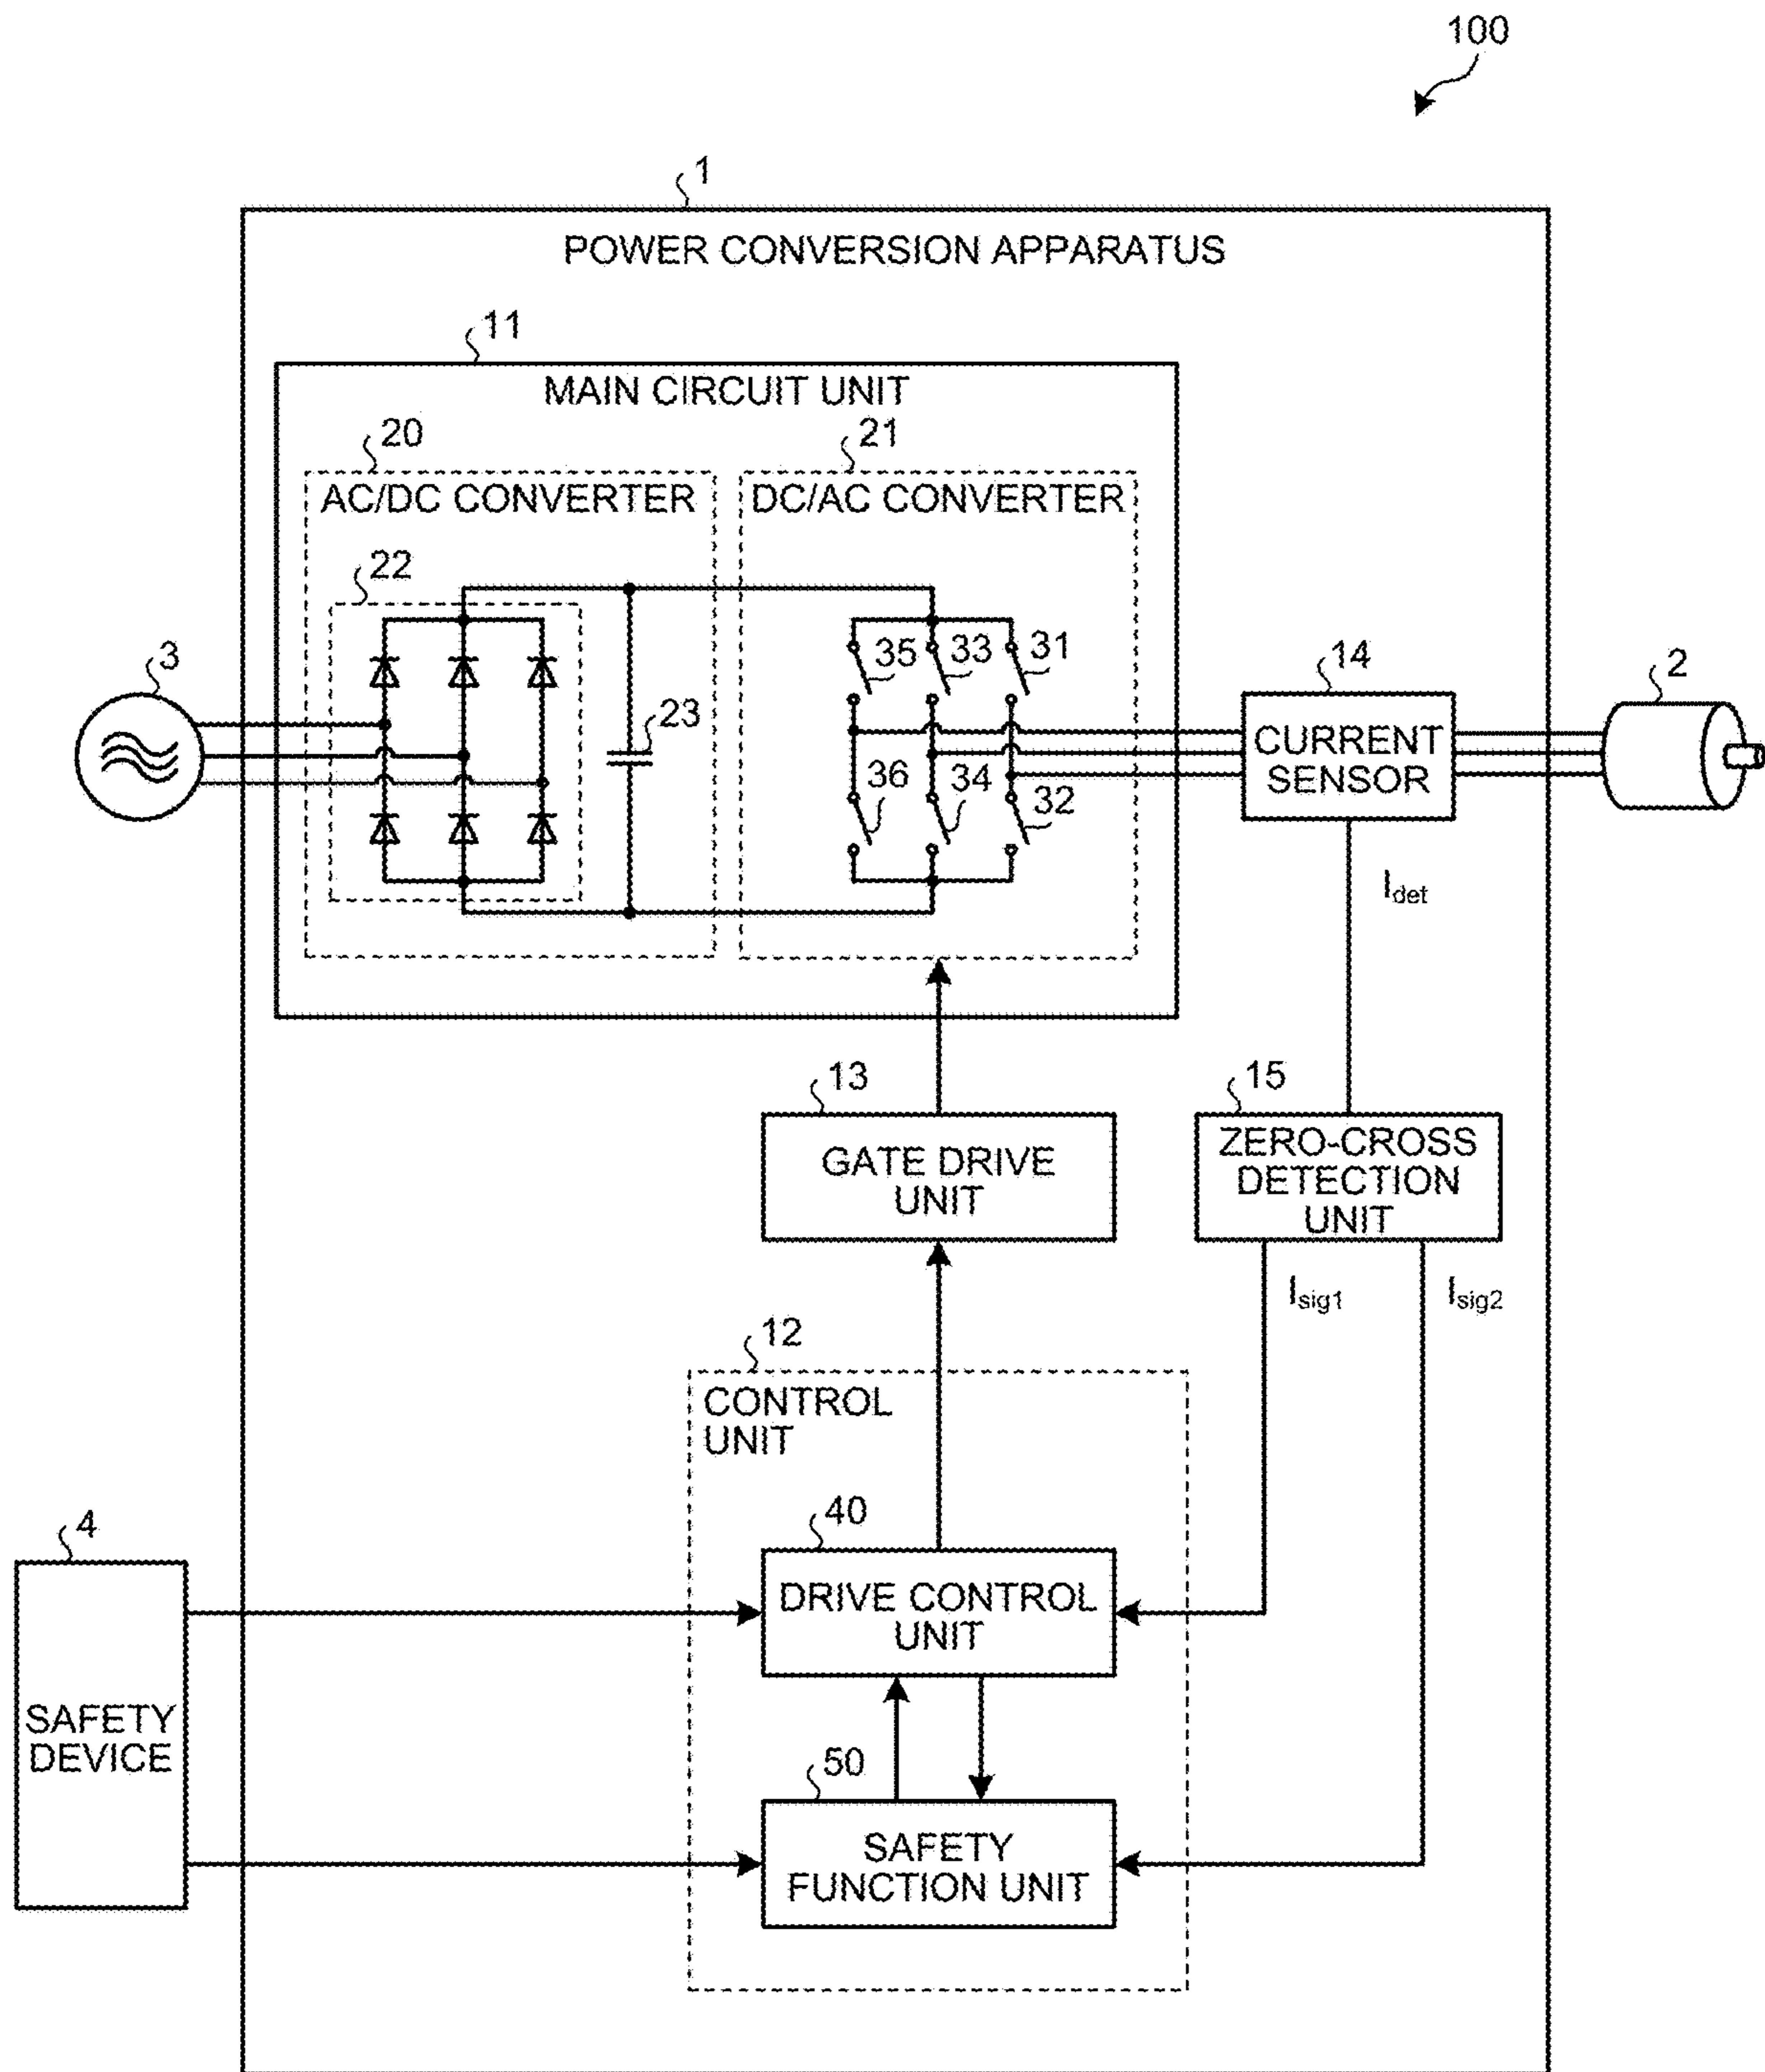 100
1
POWER CONVERSION APPARATUS
11
MAIN CIRCUIT UNIT
20
21
AC/DC CONVERTER
DC/AC CONVERTER
22
3
35
33
31
14
2
23
CURRENT
SENSOR
36
34
32
Idet
13
15
GATE DRIVE
UNIT
ZERO-CROSS
DETECTION
UNIT
Isig1
Isig2
12
CONTROL
UNIT
4
40
DRIVE CONTROL
UNIT
SAFETY
DEVICE
50
SAFETY
FUNCTION UNIT